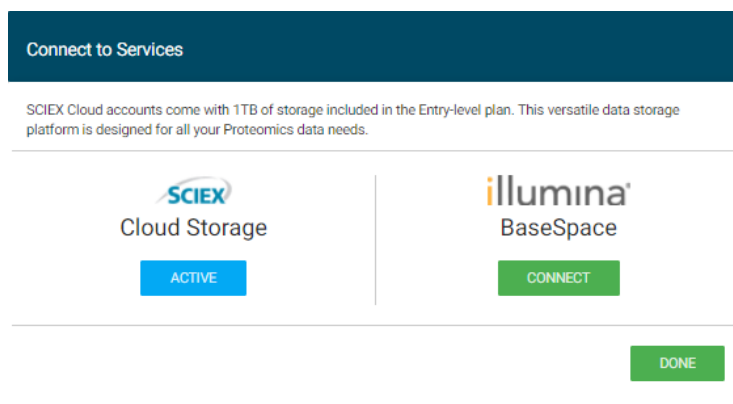 Connect to Services
SCIEX Cloud accounts come with 1TB of storage included in the Entry-level plan. This versatile data storage
platform is designed for all your Proteomics data needs.
SCIEX
Cloud Storage
ACTIVE
illumina®
BaseSpace
CONNECT
DONE